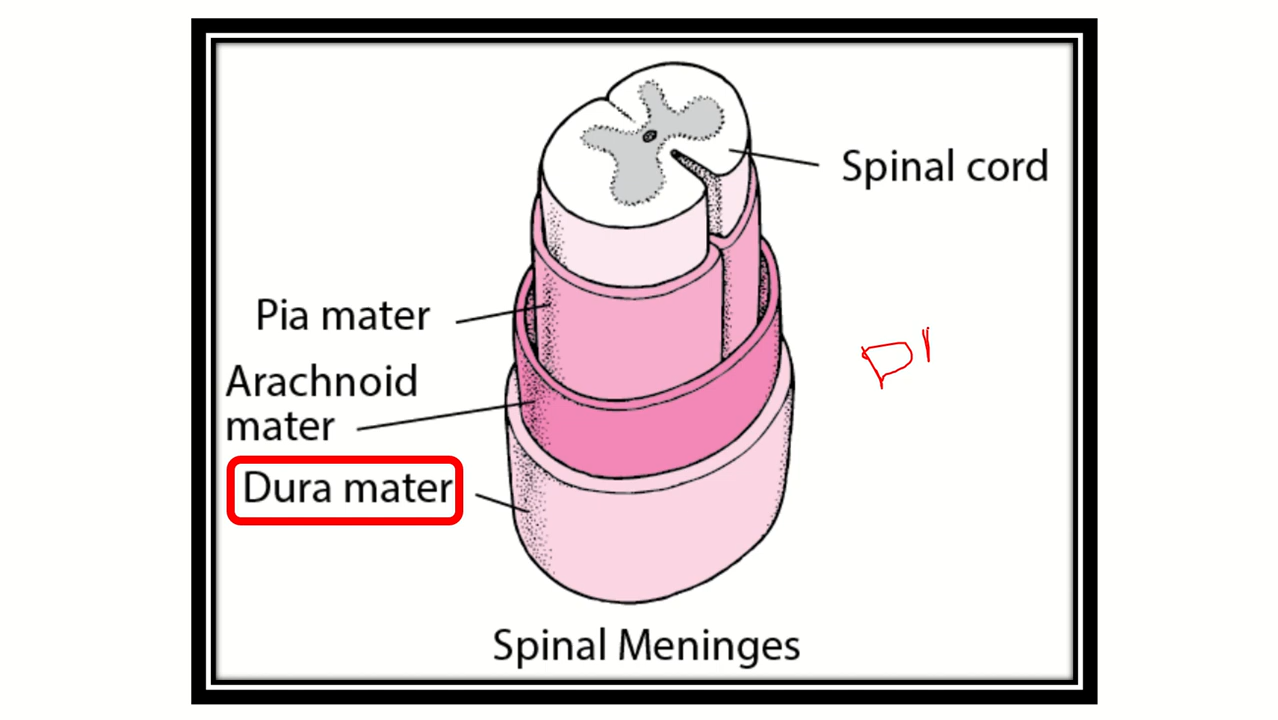 Spinal cord
Pia mater
Arachnoid
mater
Dura mater
Spinal Meninges